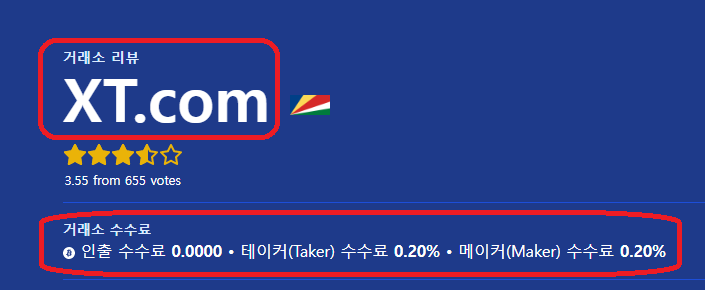 거래소 리뷰
XT.com
3.55 from 655 votes
거래소 수수료
인출 수수료 0.0000 • 테이커(Taker) 수수료 0.20% • 메이커(Maker) 수수료 0.20%